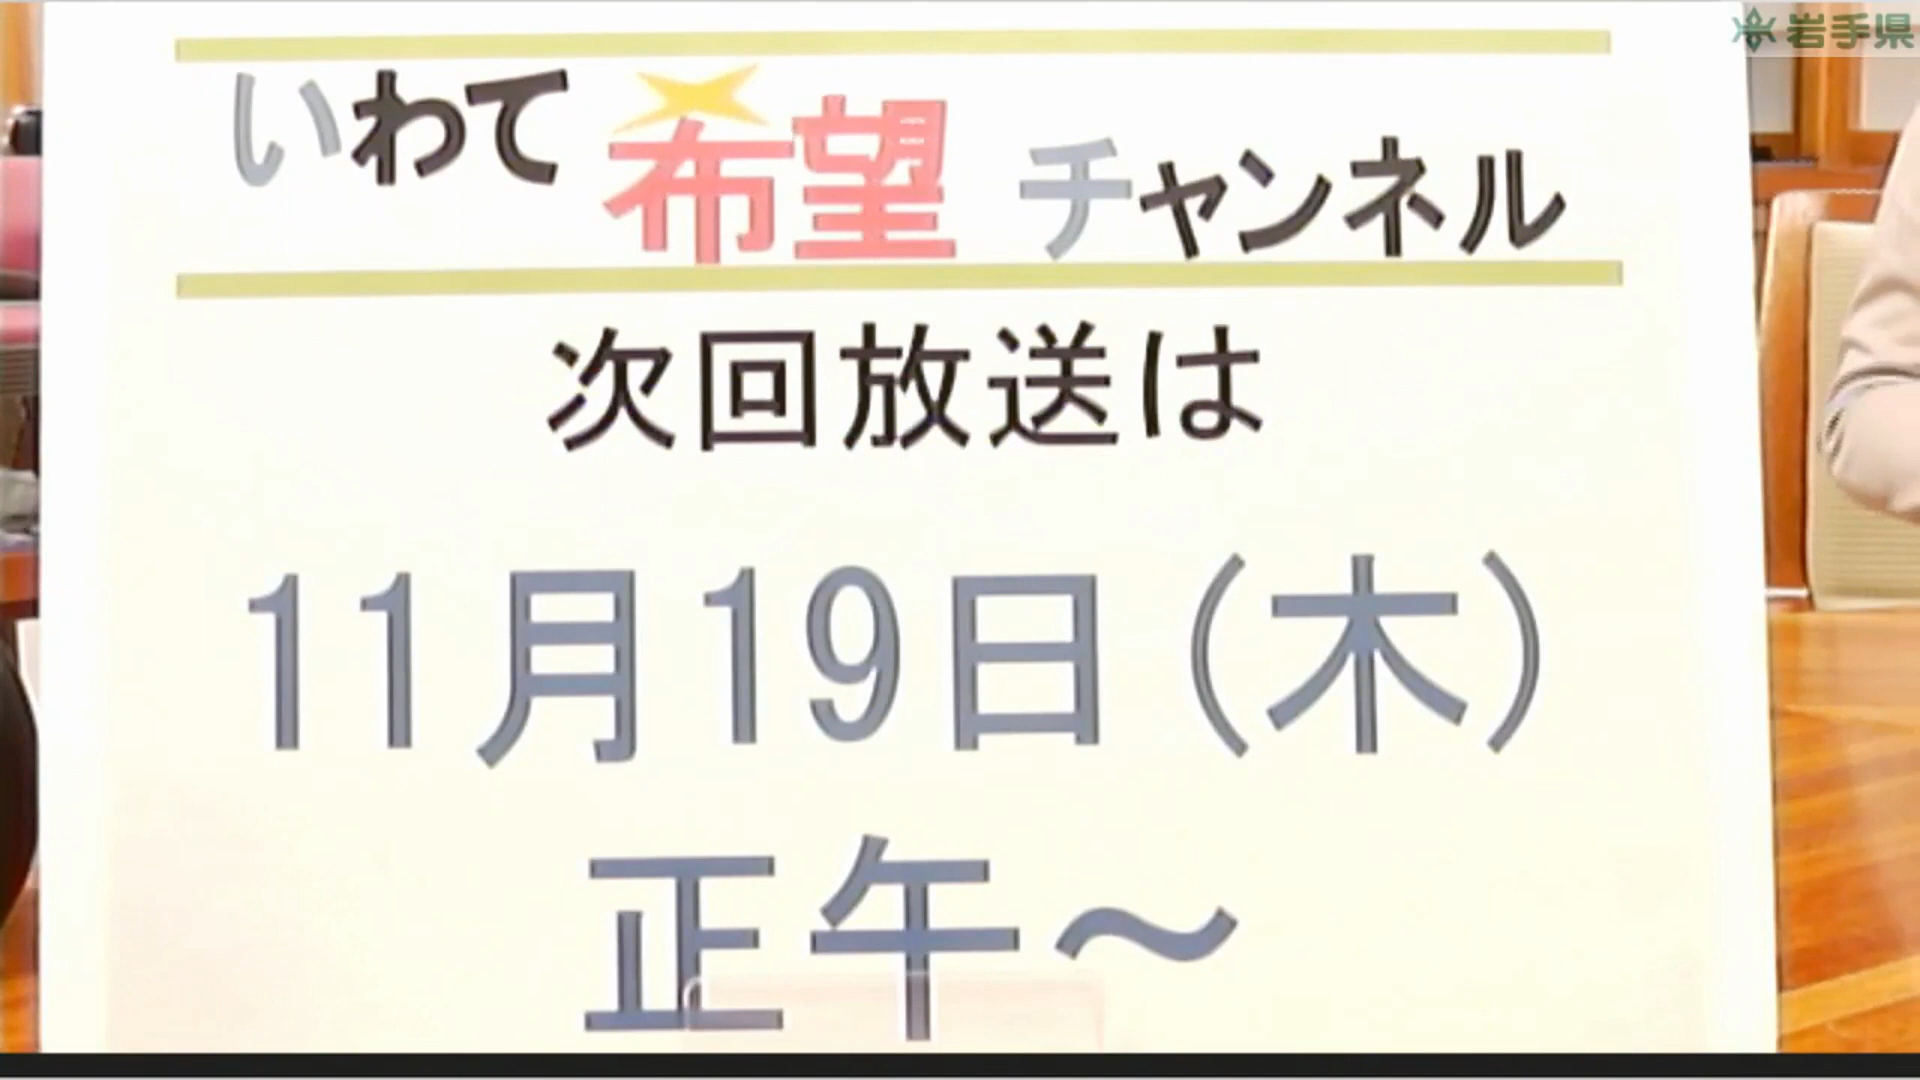 岩手県
いわて希望チャンネル
次回放送は
11月19日(木)
正午～